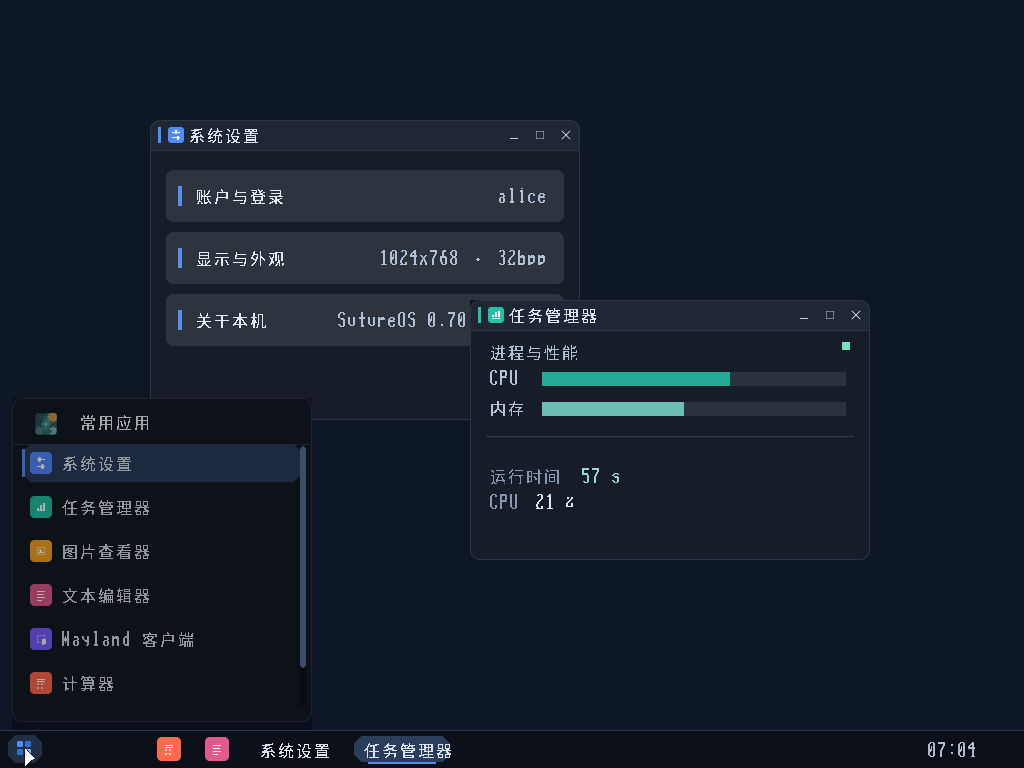 系统设置
账户与登录 alice
显示与外观 1024x768 · 32bpp
关于本机 SutureOS 0.70
任务管理器
进程与性能
CPU
内存
运行时间 57 s
CPU 21 %
常用应用
系统设置
任务管理器
图片查看器
文本编辑器
Wayland 客户端
计算器
系统设置 任务管理器 07:04